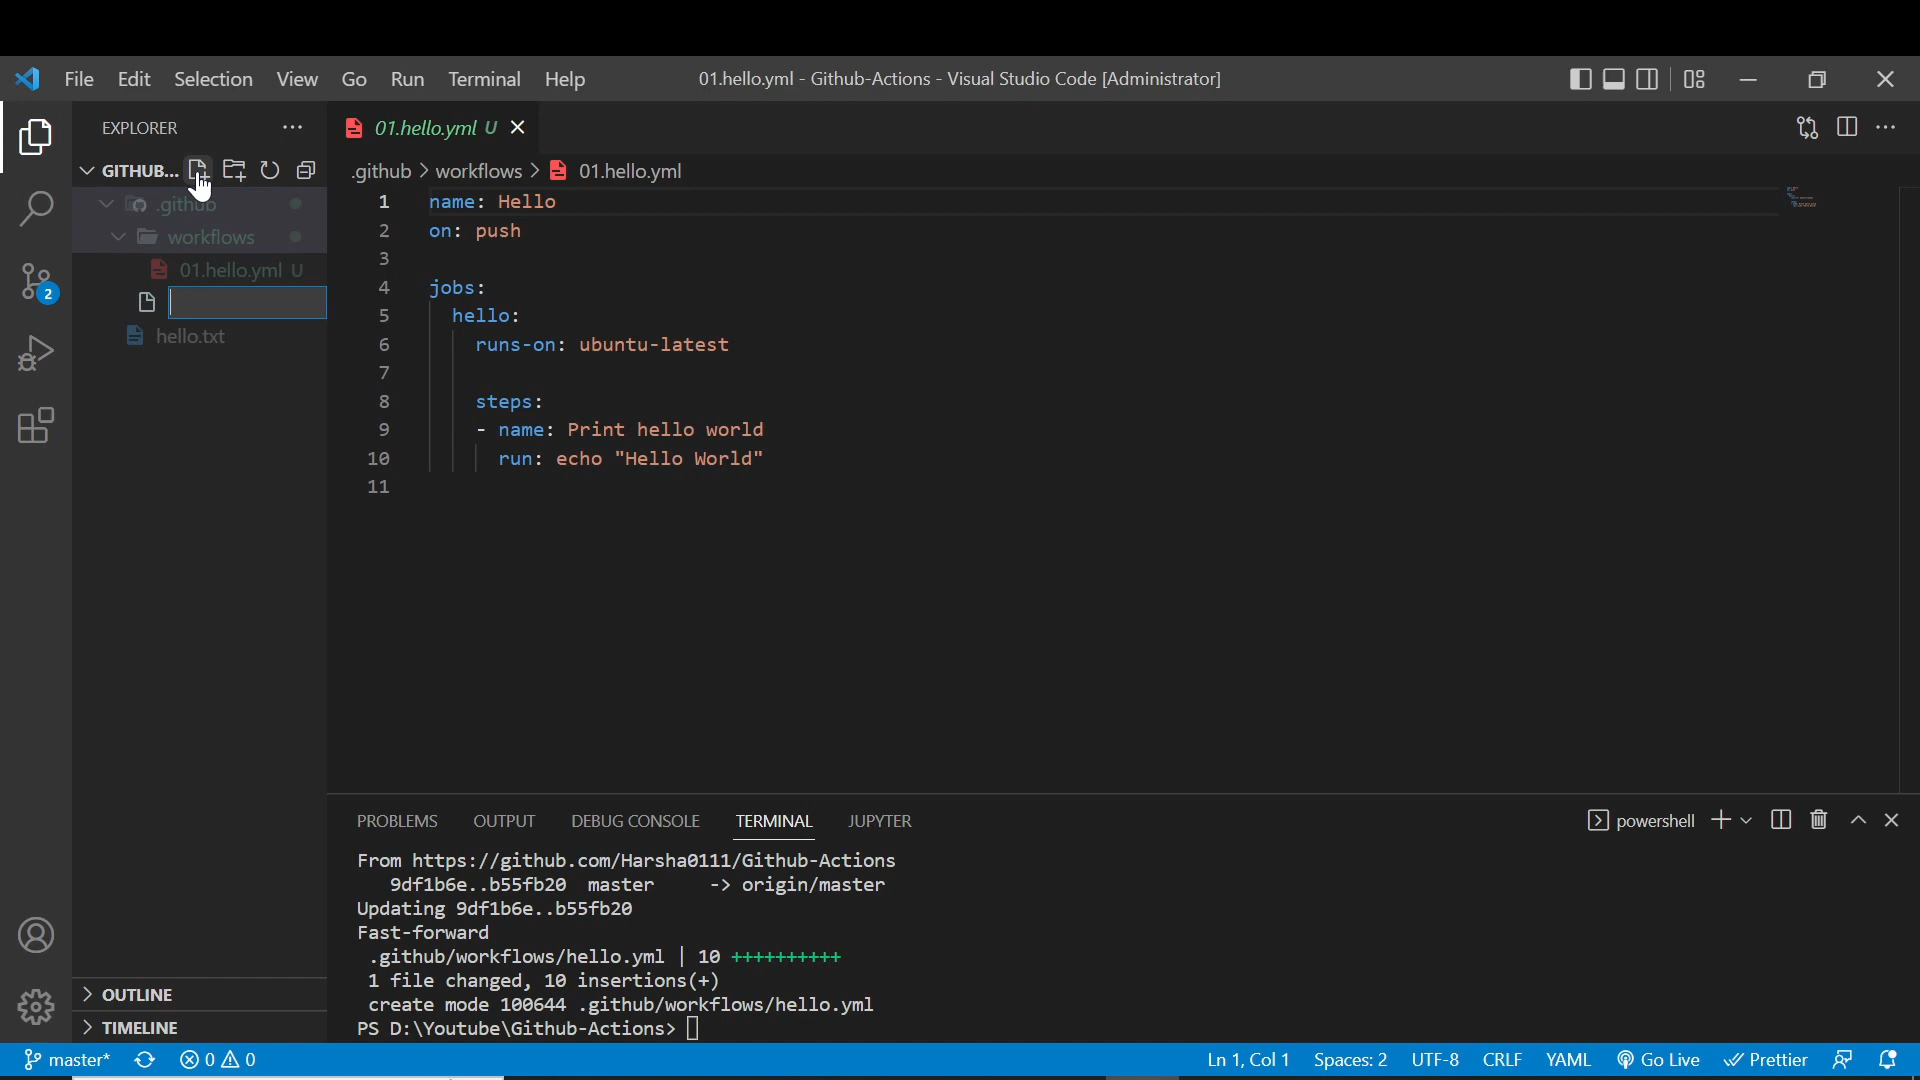 File Edit Selection View Go Run Terminal Help 01.hello.yml - Github-Actions - Visual Studio Code [Administrator]
EXPLORER
GITHUB...
.github
workflows
01.hello.yml U
hello.txt
OUTLINE
TIMELINE
2
01.hello.yml U
.github > workflows > 01.hello.yml
1 name: Hello
2 on: push
3
4 jobs:
5 hello:
6 runs-on: ubuntu-latest
7
8 steps:
9 - name: Print hello world
10 run: echo "Hello World"
11
PROBLEMS OUTPUT DEBUG CONSOLE TERMINAL JUPYTER powershell
From https://github.com/Harsha0111/Github-Actions
9df1b6e..b55fb20 master -> origin/master
Updating 9df1b6e..b55fb20
Fast-forward
.github/workflows/hello.yml | 10 ++++++++++
1 file changed, 10 insertions(+)
create mode 100644 .github/workflows/hello.yml
PS D:\Youtube\Github-Actions>
master* 0 0 Ln 1, Col 1 Spaces: 2 UTF-8 CRLF YAML Go Live Prettier